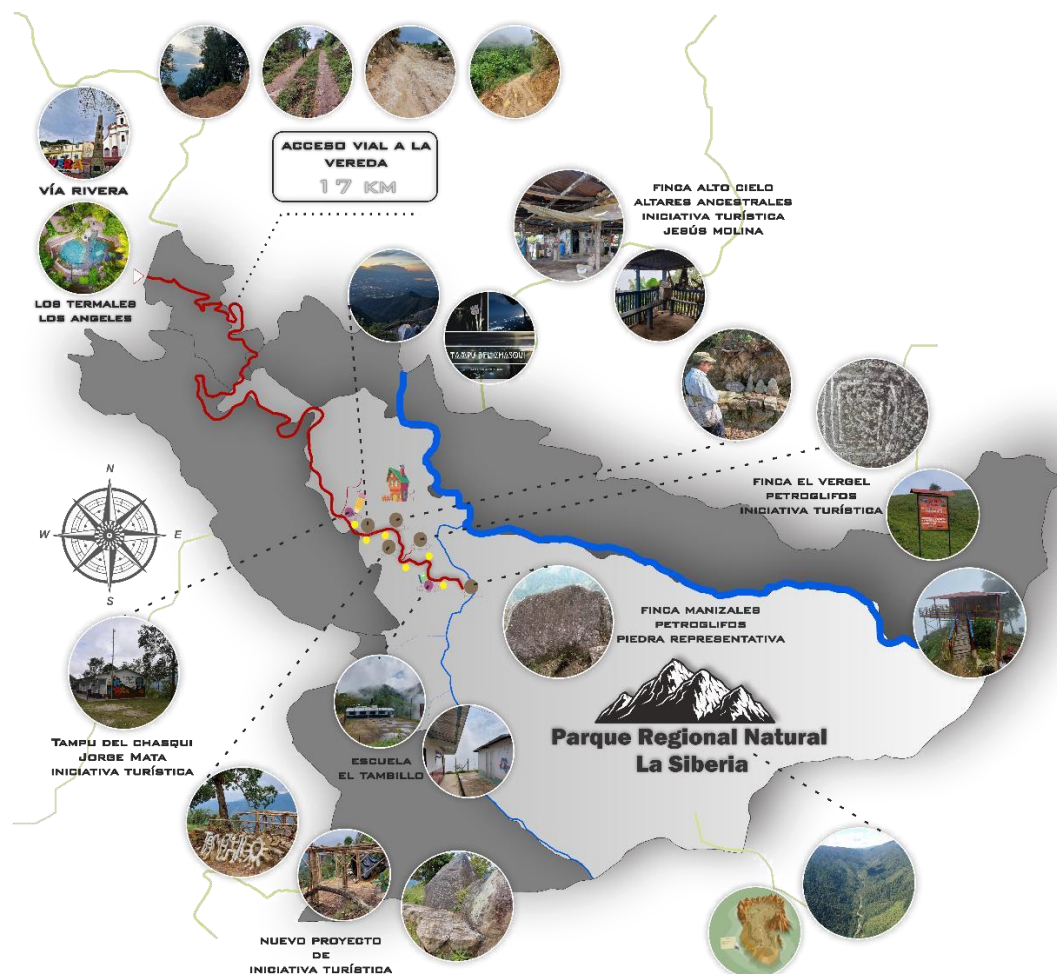 ACCESO VIAL A LA
VEREDA
17 KM
VÍA RIVERA
LOS TERMALES
LOS ANGELES
FINCA ALTO CIELO
ALTARES ANCESTRALES
INICIATIVA TURÍSTICA
JESÚS MOLINA
TAMPU DEL CHASQUI
FINCA EL VERGEL
PETROGLIFOS
INICIATIVA TURÍSTICA
N
W
E
S
FINCA MANIZALES
PETROGLIFOS
PIEDRA REPRESENTATIVA
Parque Regional Natural
La Siberia
TAMPU DEL CHASQUI
JORGE MATA
INICIATIVA TURÍSTICA
ESCUELA
EL TAMBILLO
NUEVO PROYECTO
DE
INICIATIVA TURÍSTICA